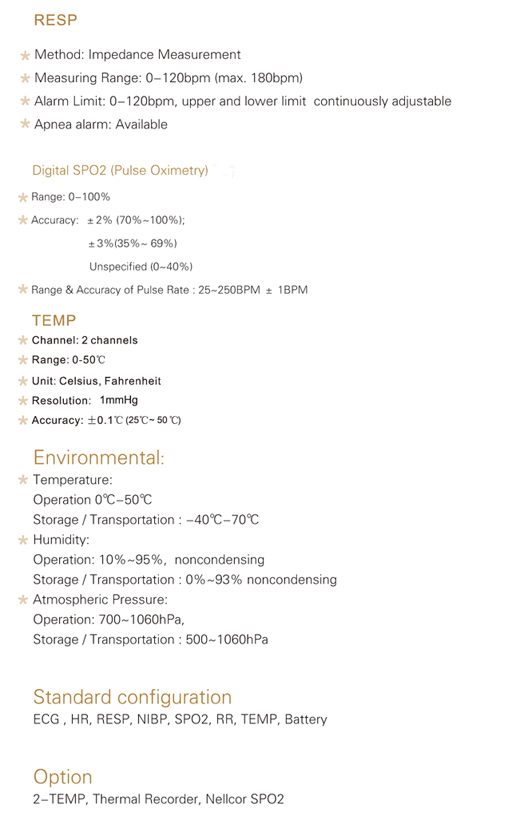 RESP
* Method: Impedance Measurement
* Measuring Range: 0–120bpm (max. 180bpm)
* Alarm Limit: 0–120bpm, upper and lower limit continuously adjustable
* Apnea alarm: Available
Digital SPO2 (Pulse Oximetry)
* Range: 0–100%
* Accuracy: ±2% (70%~100%);
±3%(35%~ 69%)
Unspecified (0~40%)
* Range & Accuracy of Pulse Rate : 25~250BPM ± 1BPM
TEMP
* Channel: 2 channels
* Range: 0-50℃
* Unit: Celsius, Fahrenheit
* Resolution: 1mmHg
* Accuracy: ±0.1℃ (25℃~ 50 ℃)
Environmental:
* Temperature:
Operation 0℃–50℃
Storage / Transportation : –40℃–70℃
* Humidity:
Operation: 10%~95%, noncondensing
Storage / Transportation : 0%~93% noncondensing
* Atmospheric Pressure:
Operation: 700~1060hPa,
Storage / Transportation : 500~1060hPa
Standard configuration
ECG , HR, RESP, NIBP, SPO2, RR, TEMP, Battery
Option
2–TEMP, Thermal Recorder, Nellcor SPO2